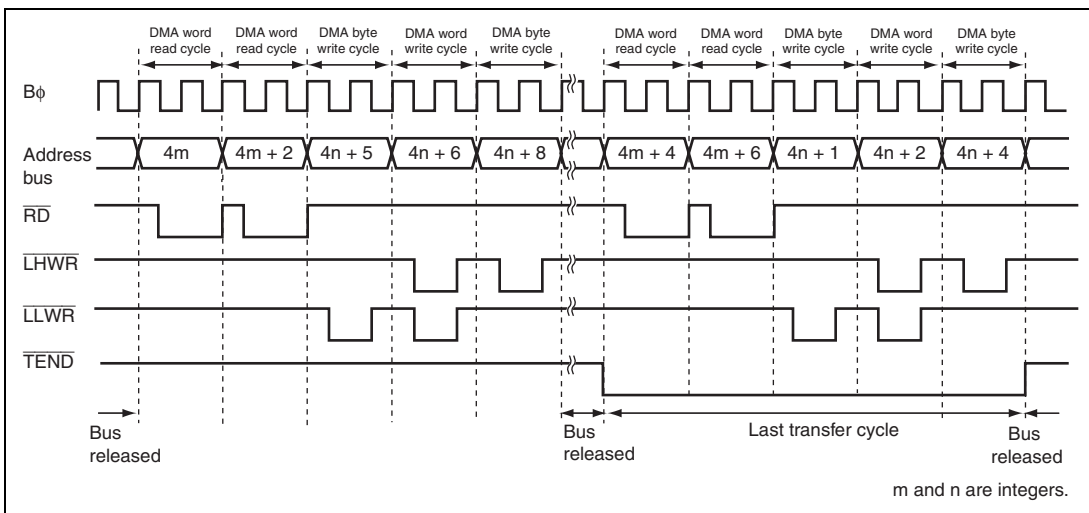 DMA word read cycle
DMA word read cycle
DMA byte write cycle
DMA word write cycle
DMA byte write cycle
DMA word read cycle
DMA word read cycle
DMA byte write cycle
DMA word write cycle
DMA byte write cycle
Bϕ
Address bus
4m
4m + 2
4n + 5
4n + 6
4n + 8
4m + 4
4m + 6
4n + 1
4n + 2
4n + 4
RD
LHWR
LLWR
TEND
Bus released
Bus released
Last transfer cycle
Bus released
m and n are integers.